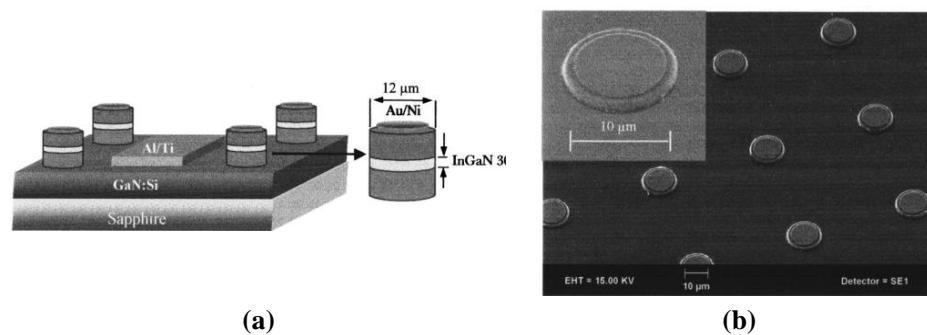 12 μm
Au/Ni
Al/Ti
InGaN 30
GaN:Si
Sapphire
(a)
10 μm
EHT = 15.00 KV
10 μm
Detector = SE1
(b)